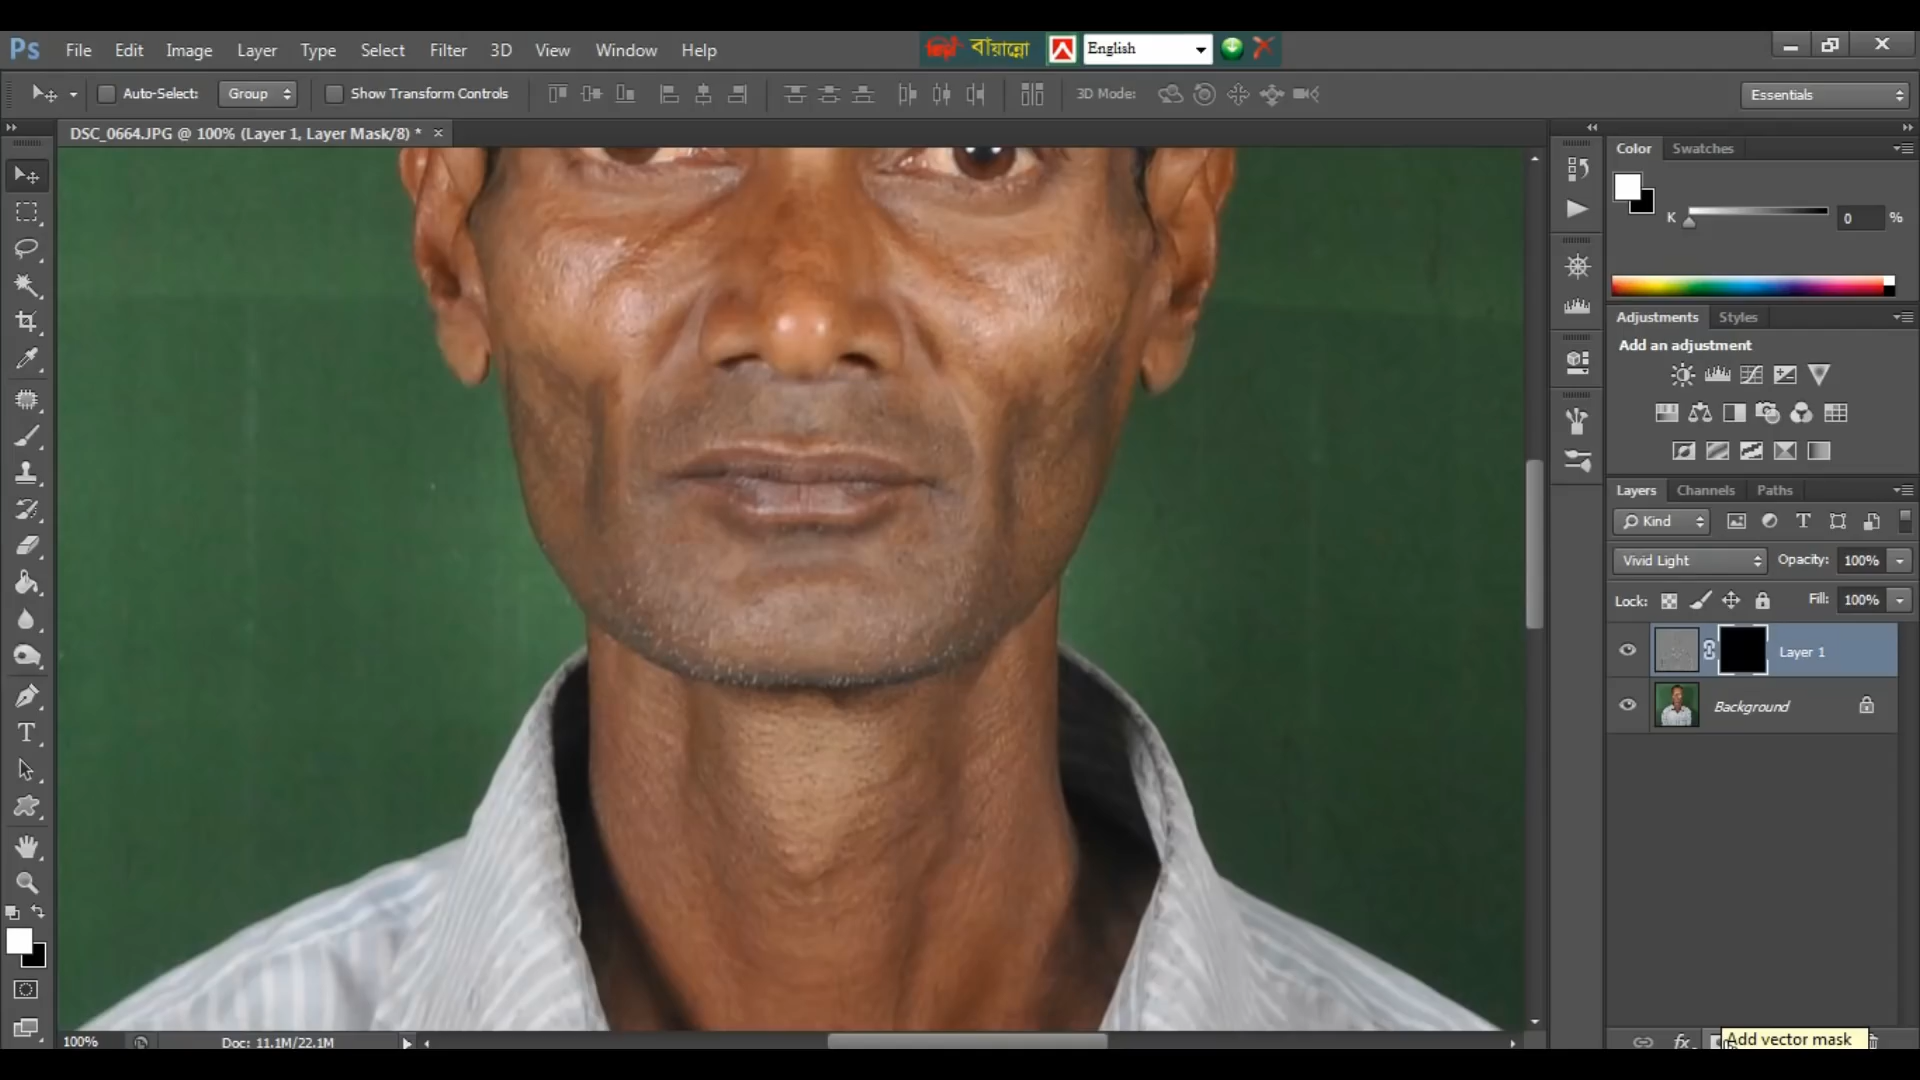 Ps File Edit Image Layer Type Select Filter 3D View Window Help
বায়ান্নো English
Auto-Select: Group Show Transform Controls 3D Mode: Essentials
DSC_0664.JPG @ 100% (Layer 1, Layer Mask/8) * ×
Color Swatches
K 0 %
Adjustments Styles
Add an adjustment
Layers Channels Paths
Kind
Vivid Light Opacity: 100%
Lock: Fill: 100%
Layer 1
Background
100% Doc: 11.1M/22.1M
fx Add vector mask